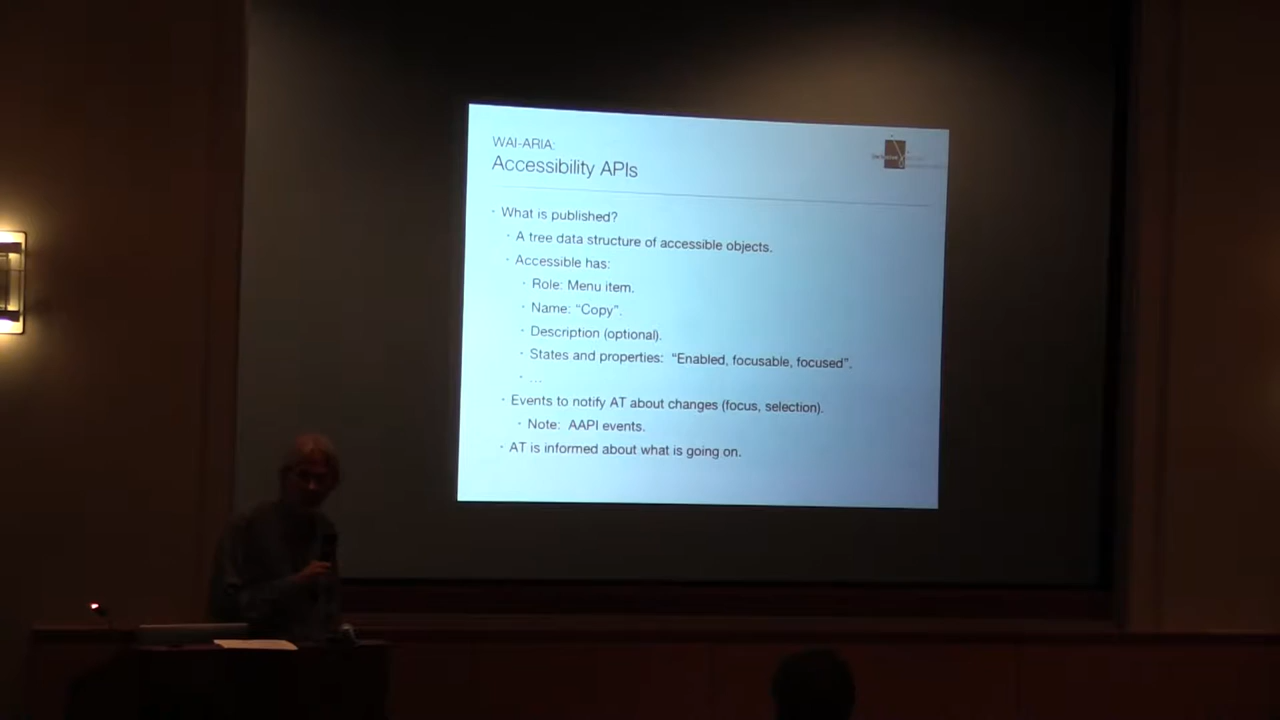 WAI-ARIA:
Accessibility APIs
· What is published?
· A tree data structure of accessible objects.
· Accessible has:
· Role: Menu item.
· Name: “Copy”.
· Description (optional).
· States and properties: “Enabled, focusable, focused”.
· ...
· Events to notify AT about changes (focus, selection).
· Note: AAPI events.
· AT is informed about what is going on.